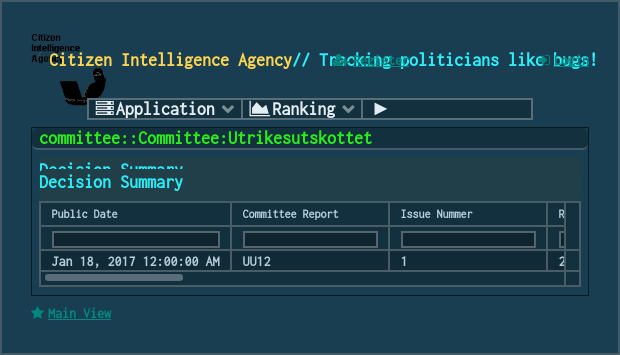 Citizen
Intelligence
Agency
Citizen Intelligence Agency// Tracking politicians like bugs!
Login
Application Ranking
committee::Committee:Utrikesutskottet
Decision Summary
Decision Summary
Public Date Committee Report Issue Nummer R
Jan 18, 2017 12:00:00 AM UU12 1 2
Main View